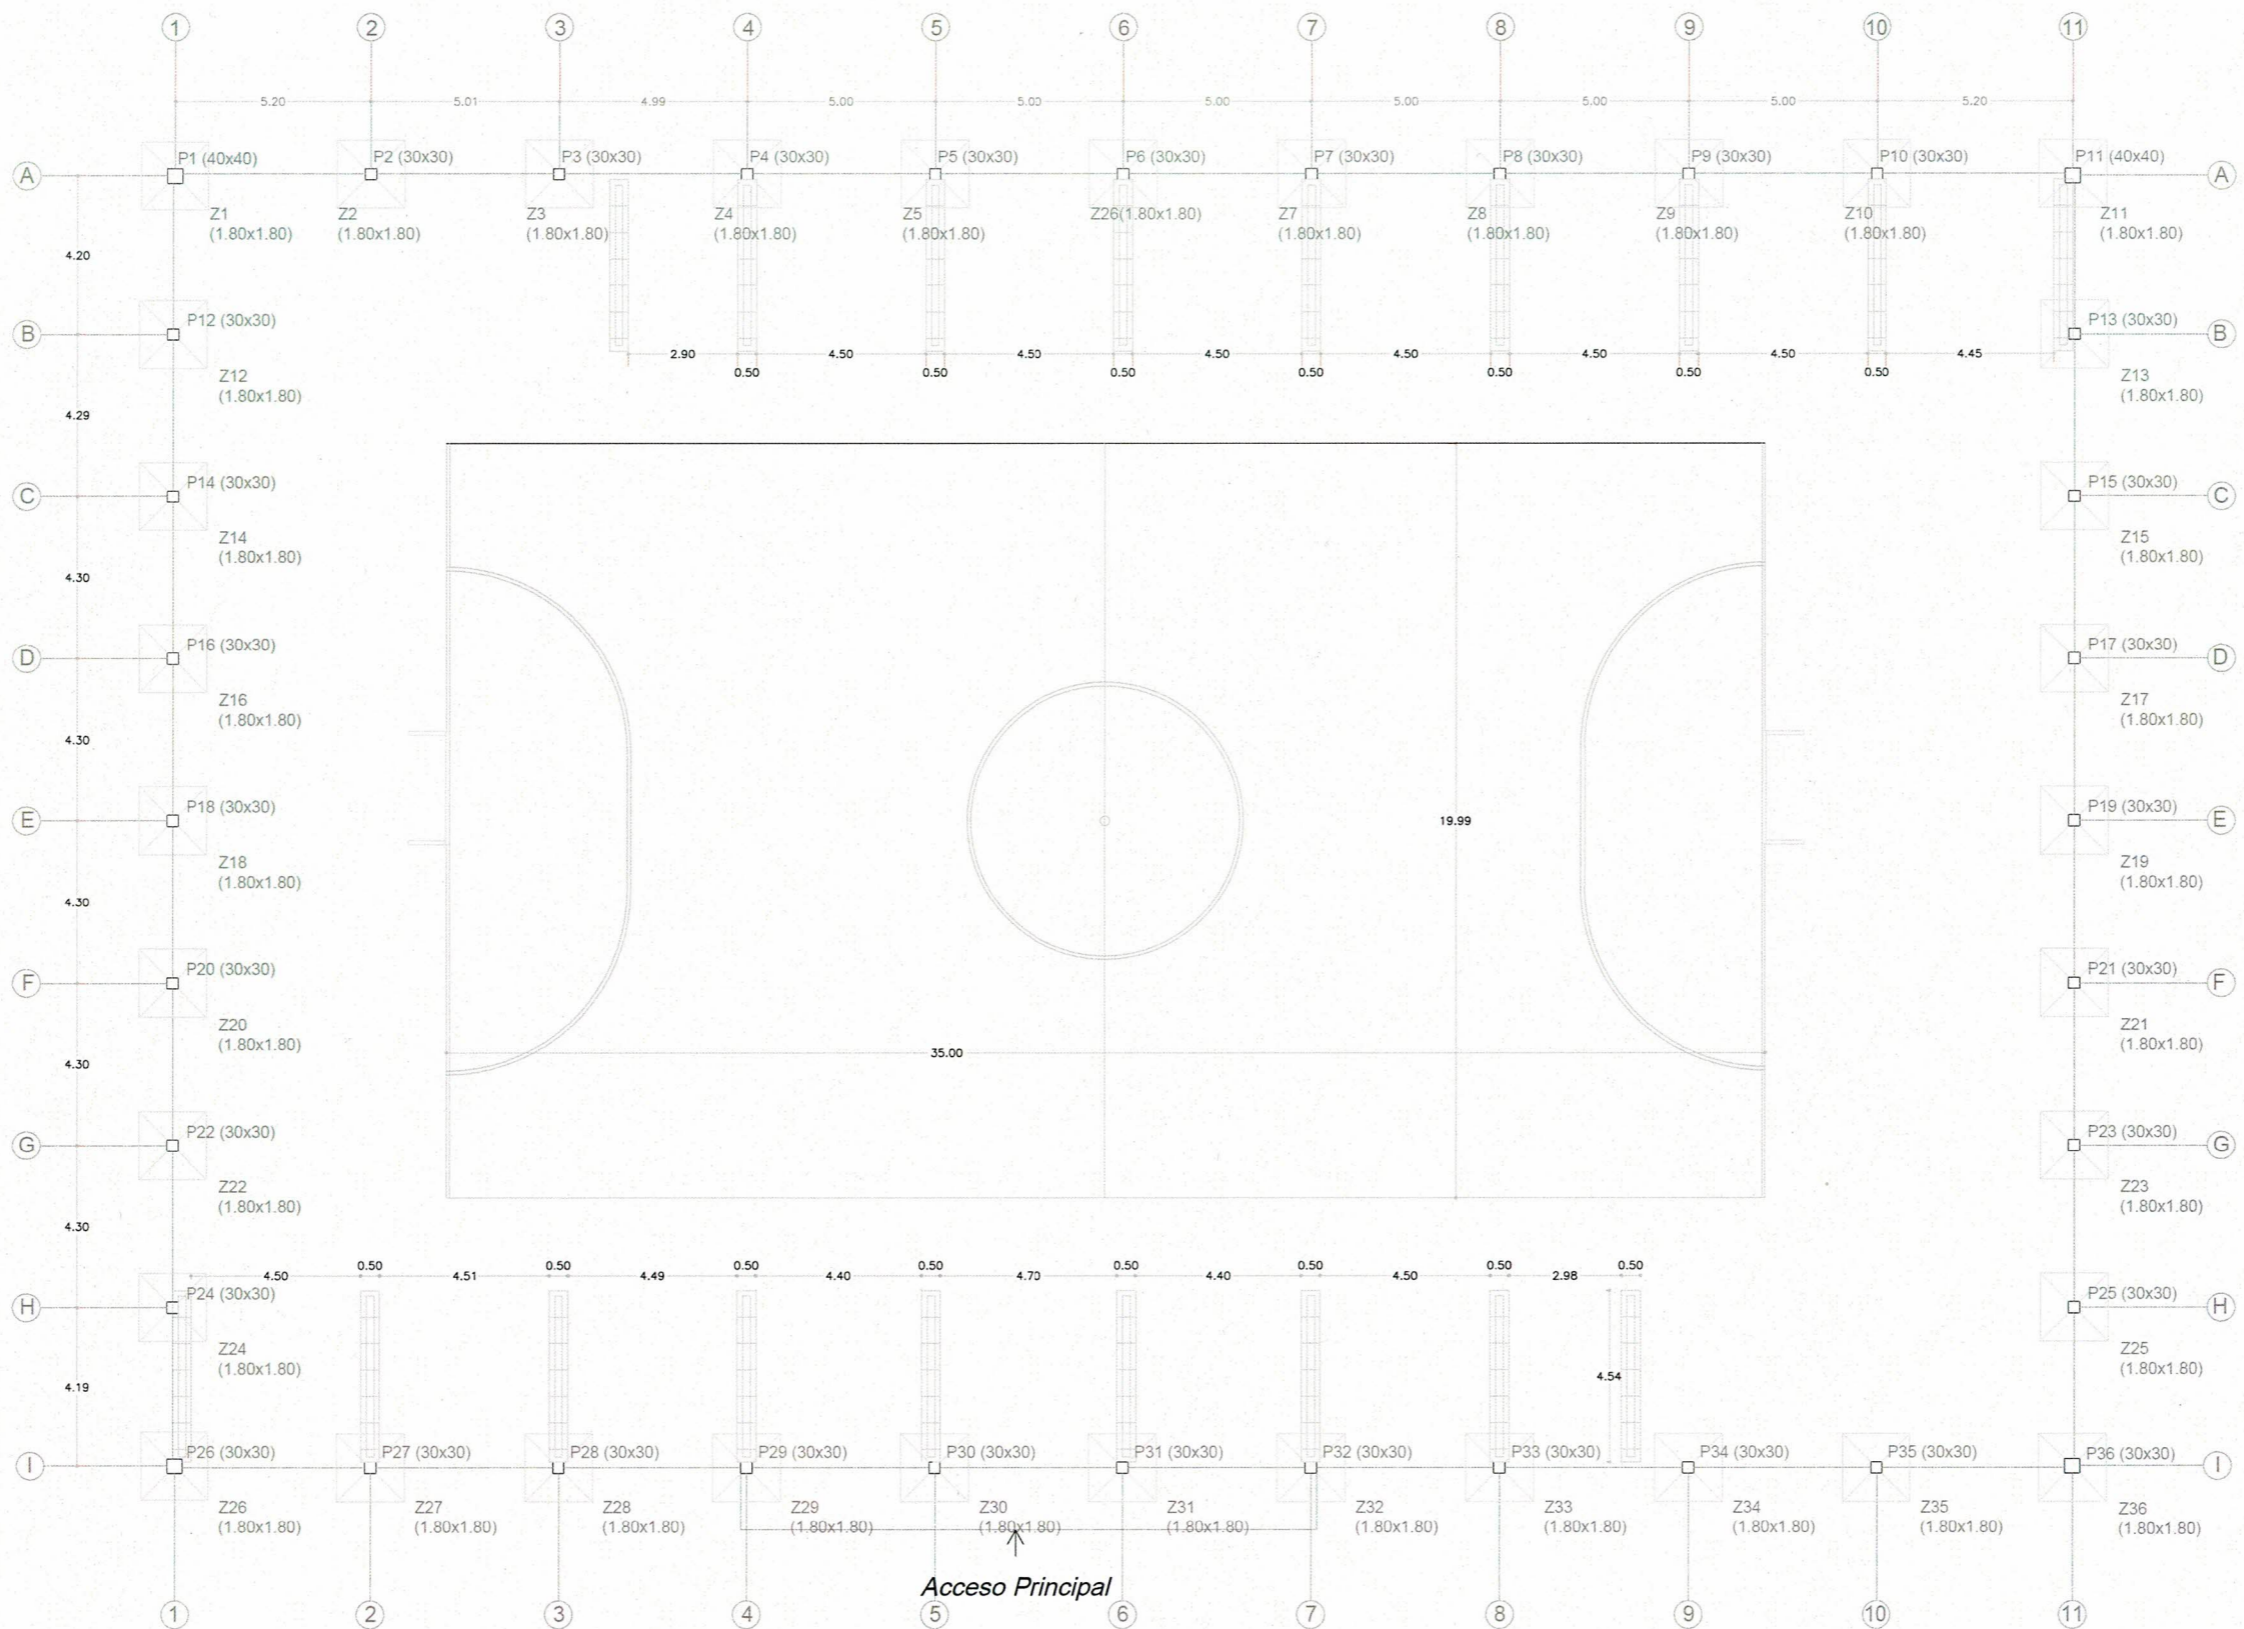 1 2 3 4 5 6 7 8 9 10 11
5.20 5.01 4.99 5.00 5.00 5.00 5.00 5.00 5.00 5.20
P1 (40x40) P2 (30x30) P3 (30x30) P4 (30x30) P5 (30x30) P6 (30x30) P7 (30x30) P8 (30x30) P9 (30x30) P10 (30x30) P11 (40x40)
A A
Z1 Z2 Z3 Z4 Z5 Z26(1.80x1.80) Z7 Z8 Z9 Z10 Z11
(1.80x1.80) (1.80x1.80) (1.80x1.80) (1.80x1.80) (1.80x1.80) (1.80x1.80) (1.80x1.80) (1.80x1.80) (1.80x1.80) (1.80x1.80)
4.20
P12 (30x30) P13 (30x30)
B B
2.90 4.50 4.50 4.50 4.50 4.50 4.50 4.45
0.50 0.50 0.50 0.50 0.50 0.50 0.50
Z12 Z13
(1.80x1.80) (1.80x1.80)
4.29
P14 (30x30) P15 (30x30)
C C
Z14 Z15
(1.80x1.80) (1.80x1.80)
4.30
P16 (30x30) P17 (30x30)
D D
Z16 Z17
(1.80x1.80) (1.80x1.80)
4.30
P18 (30x30) P19 (30x30)
E 19.99 E
Z18 Z19
(1.80x1.80) (1.80x1.80)
4.30
P20 (30x30) P21 (30x30)
F F
Z20 Z21
(1.80x1.80) (1.80x1.80)
35.00
4.30
P22 (30x30) P23 (30x30)
G G
Z22 Z23
(1.80x1.80) (1.80x1.80)
4.30
0.50 0.50 0.50 0.50 0.50 0.50 0.50 0.50
4.50 4.51 4.49 4.40 4.70 4.40 4.50 2.98
P24 (30x30) P25 (30x30)
H H
Z24 Z25
(1.80x1.80) (1.80x1.80)
4.54
4.19
P26 (30x30) P27 (30x30) P28 (30x30) P29 (30x30) P30 (30x30) P31 (30x30) P32 (30x30) P33 (30x30) P34 (30x30) P35 (30x30) P36 (30x30)
I I
Z26 Z27 Z28 Z29 Z30 Z31 Z32 Z33 Z34 Z35 Z36
(1.80x1.80) (1.80x1.80) (1.80x1.80) (1.80x1.80) (1.80x1.80) (1.80x1.80) (1.80x1.80) (1.80x1.80) (1.80x1.80) (1.80x1.80) (1.80x1.80)
Acceso Principal
1 2 3 4 5 6 7 8 9 10 11